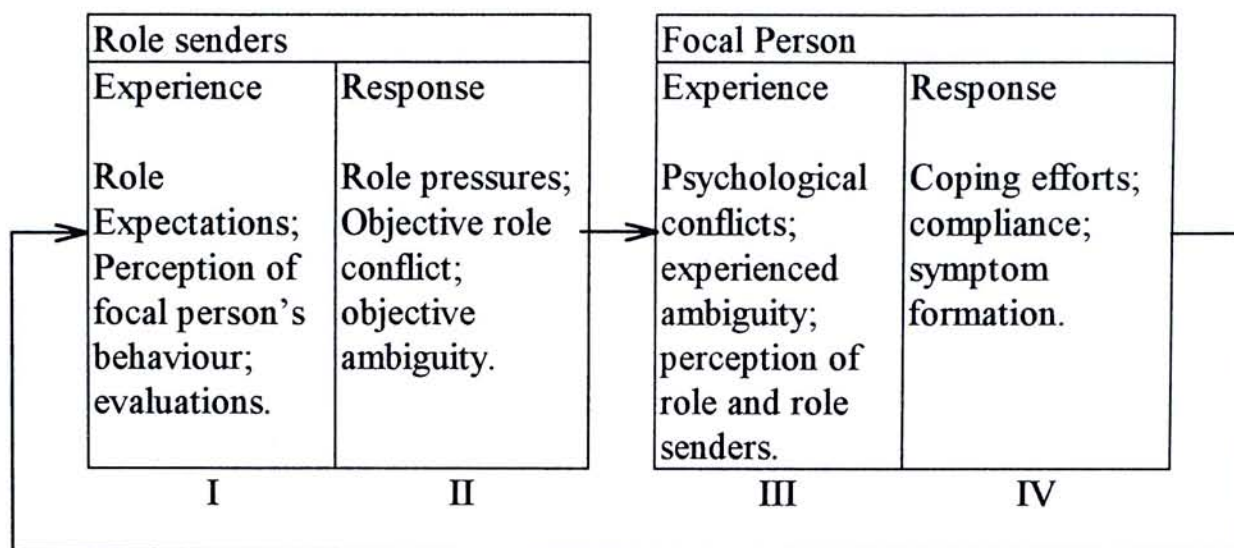 Role senders
Experience
Role
Expectations;
Perception of
focal person's
behaviour;
evaluations.
Response
Role pressures;
Objective role
conflict;
objective
ambiguity.
Focal Person
Experience
Psychological
conflicts;
experienced
ambiguity;
perception of
role and role
senders.
Response
Coping efforts;
compliance;
symptom
formation.
I
II
III
IV